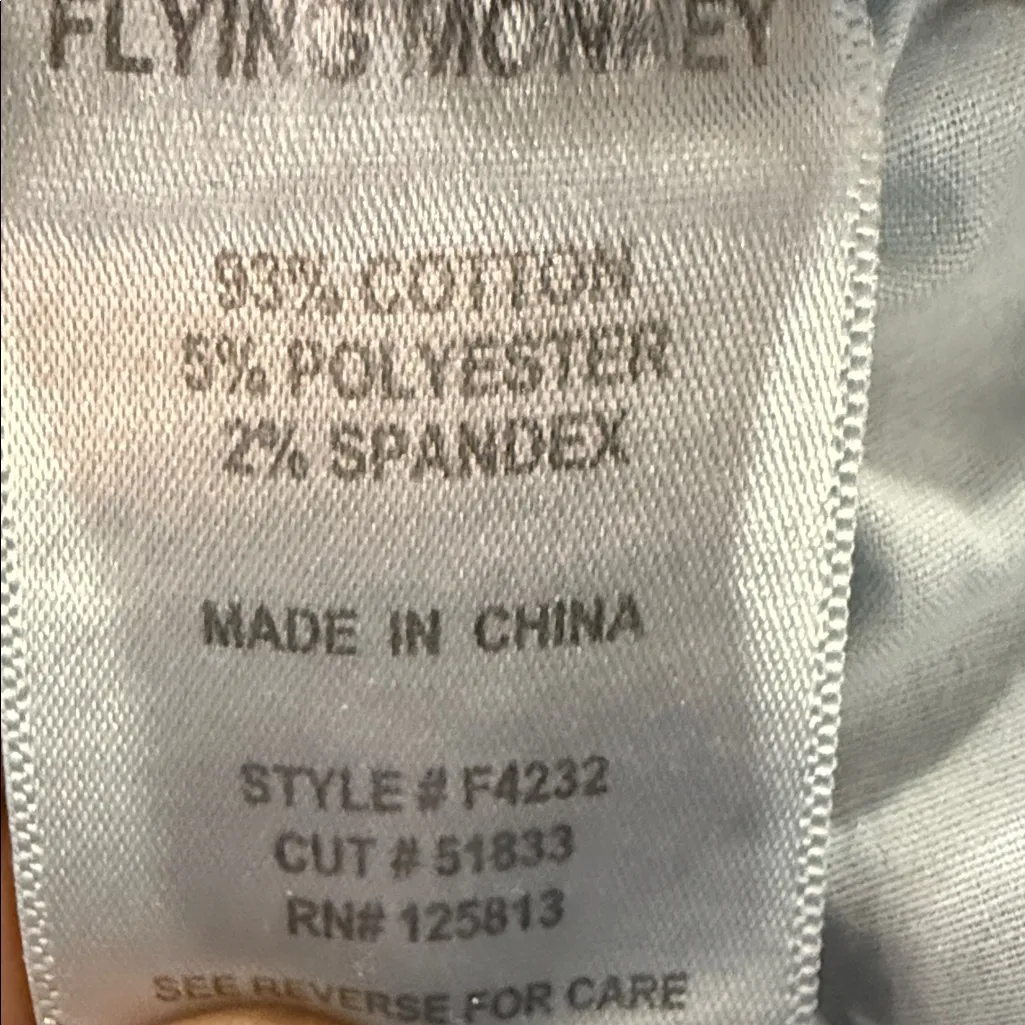 FLYING MONKEY
93% COTTON
5% POLYESTER
2% SPANDEX
MADE IN CHINA
STYLE # F4232
CUT # 51833
RN# 125813
SEE REVERSE FOR CARE